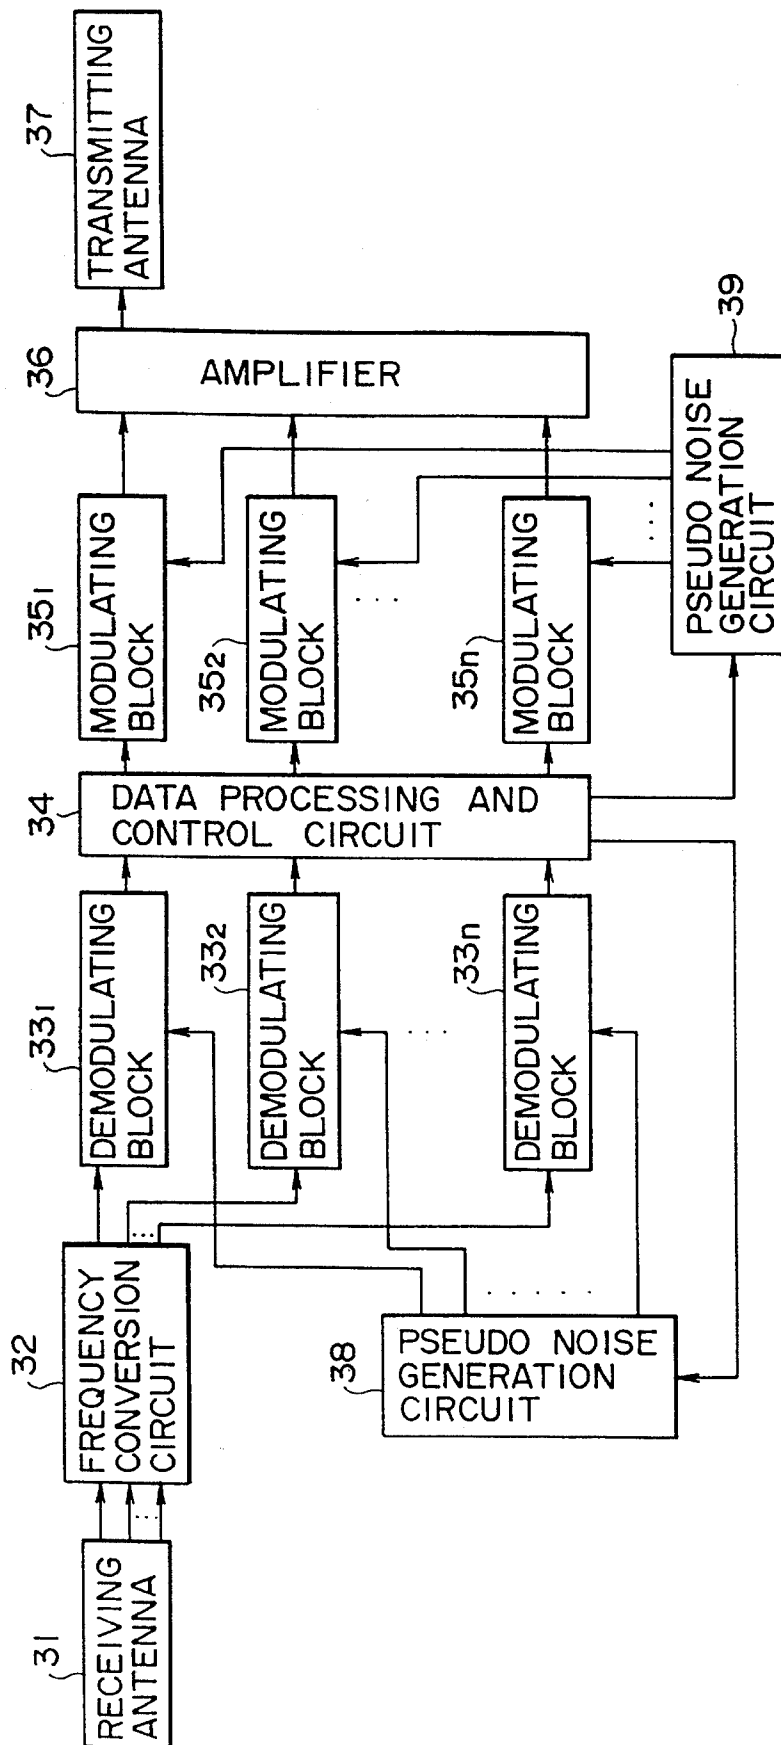 31
RECEIVING
ANTENNA
32
FREQUENCY
CONVERSION
CIRCUIT
331
DEMODULATING
BLOCK
332
DEMODULATING
BLOCK
33n
DEMODULATING
BLOCK
34
DATA PROCESSING AND
CONTROL CIRCUIT
351
MODULATING
BLOCK
352
MODULATING
BLOCK
35n
MODULATING
BLOCK
36
AMPLIFIER
37
TRANSMITTING
ANTENNA
38
PSEUDO NOISE
GENERATION
CIRCUIT
39
PSEUDO NOISE
GENERATION
CIRCUIT